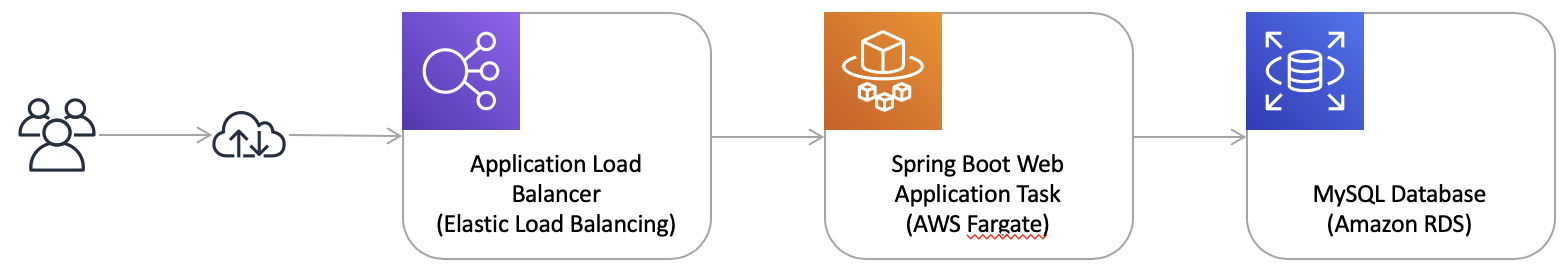 Application Load
Balancer
(Elastic Load Balancing)
Spring Boot Web
Application Task
(AWS Fargate)
MySQL Database
(Amazon RDS)